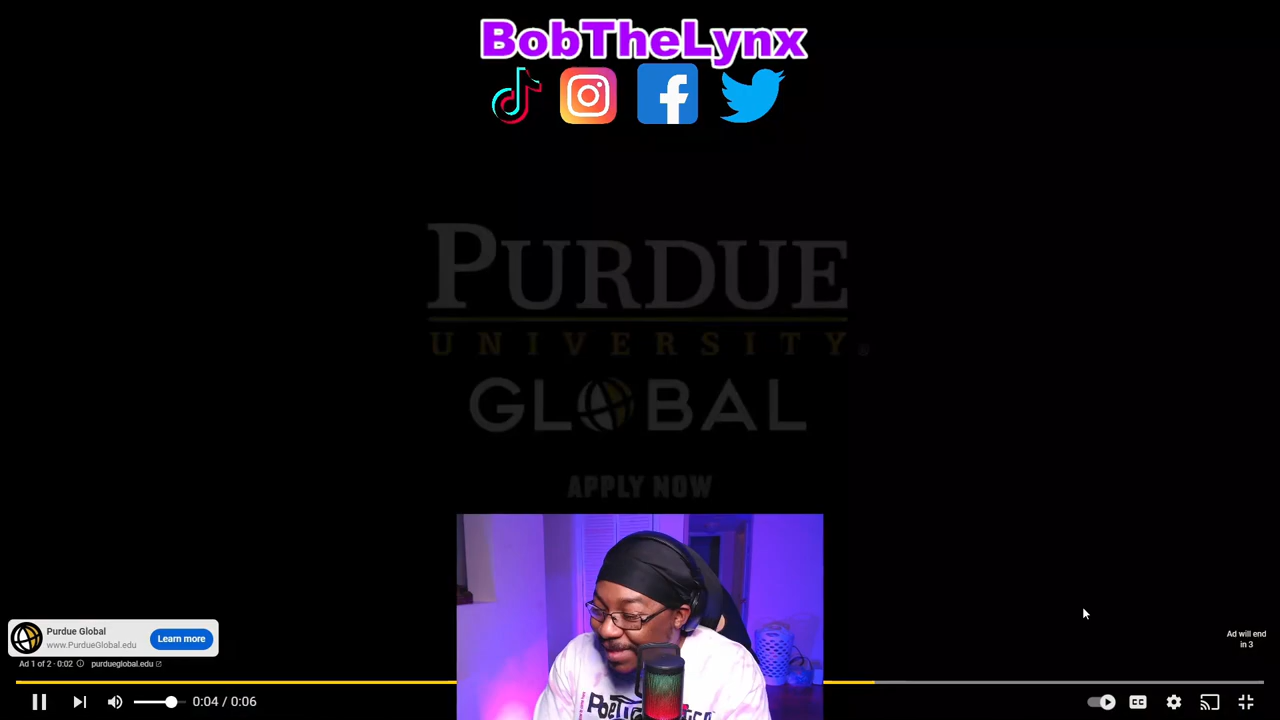 BobTheLynx
PURDUE
UNIVERSITY®
GLOBAL
APPLY NOW
Purdue Global
www.PurdueGlobal.edu
Learn more
Ad 1 of 2 · 0:02
purdueglobal.edu
Ad will end
in 3
0:04 / 0:06
CC